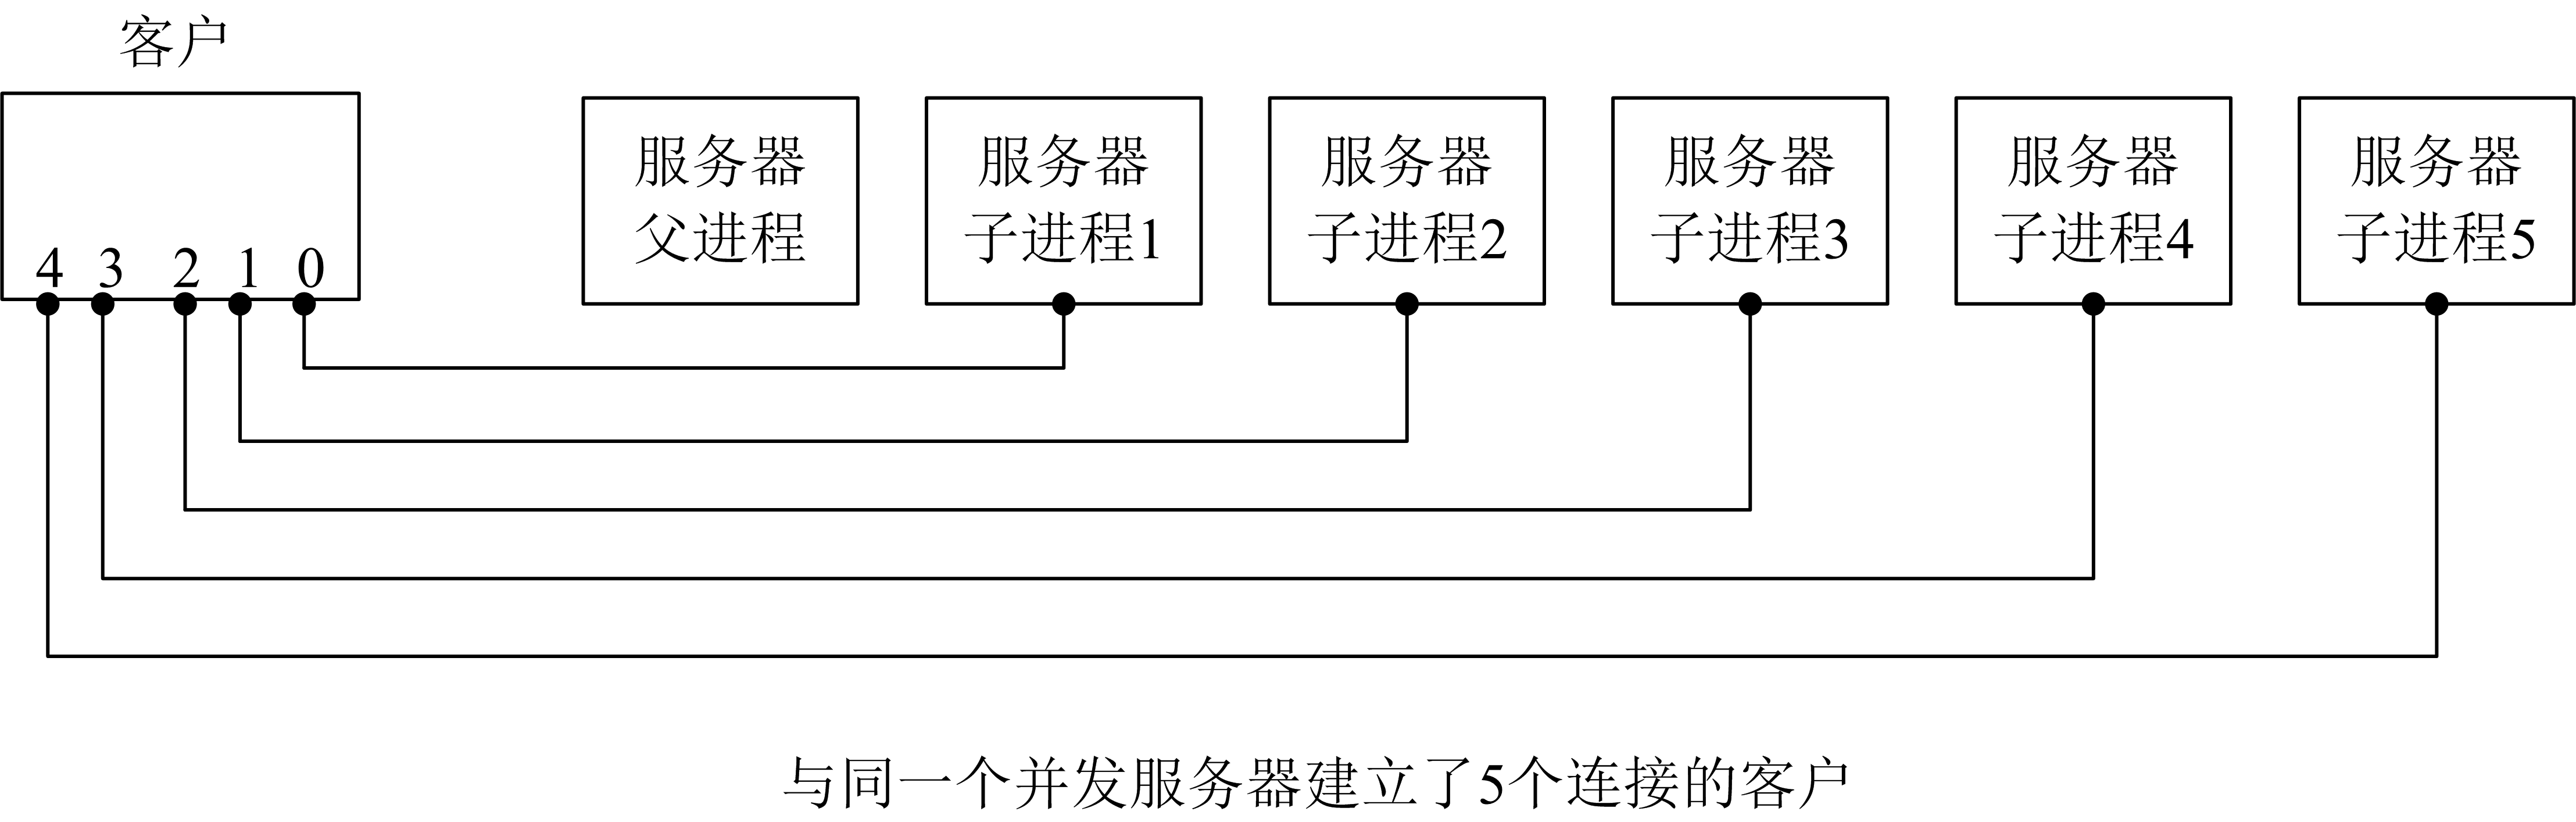 客户
4 3 2 1 0
服务器
父进程
服务器
子进程1
服务器
子进程2
服务器
子进程3
服务器
子进程4
服务器
子进程5
与同一个并发服务器建立了5个连接的客户